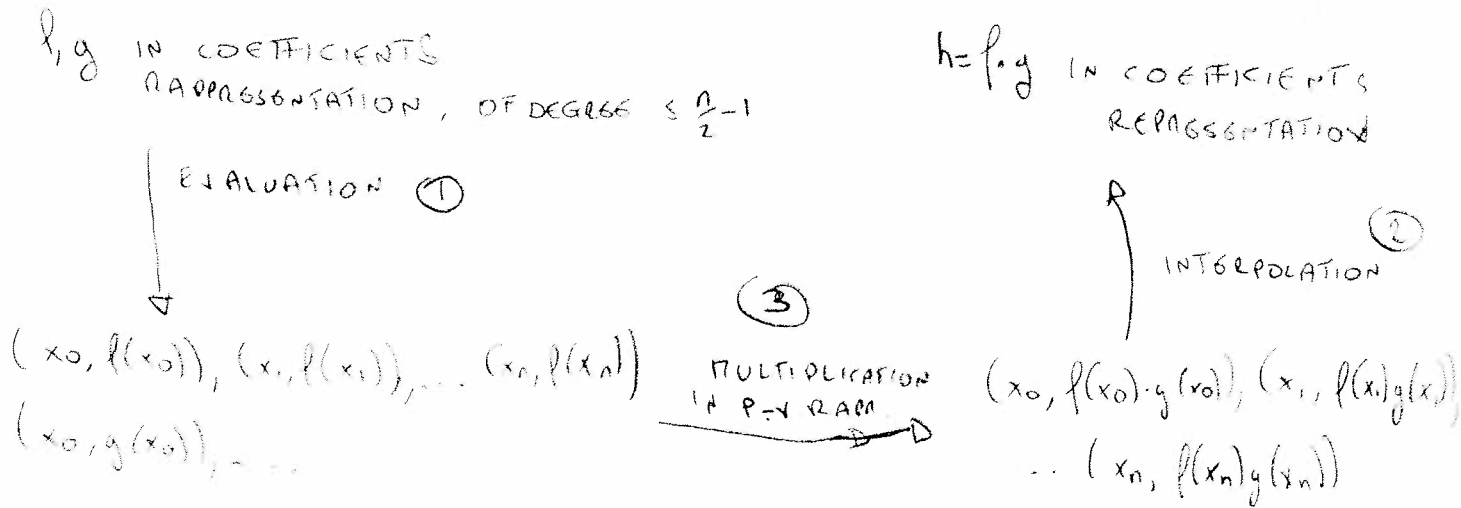 f, g IN COEFFICIENTS
RAPPRESENTATION, OF DEGREE ≤ n/2 - 1
EVALUATION ①
h = f·g IN COEFFICIENTS
REPRESENTATION
②
INTERPOLATION
(x₀, f(x₀)), (x₁, f(x₁)), ... (xₙ, f(xₙ))
(x₀, g(x₀)), ...
③
MULTIPLICATION
IN P-V RAPR.
(x₀, f(x₀)·g(x₀)), (x₁, f(x₁)g(x₁)),
.. (xₙ, f(xₙ)g(xₙ))